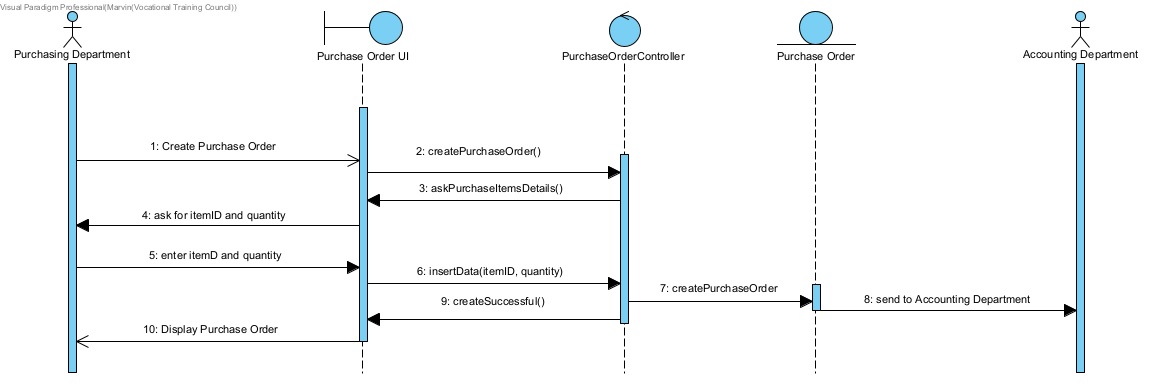 Visual Paradigm Professional(Marvin(Vocational Training Council))
Purchasing Department
Purchase Order UI
PurchaseOrderController
Purchase Order
Accounting Department
1: Create Purchase Order
2: createPurchaseOrder()
3: askPurchaseItemsDetails()
4: ask for itemID and quantity
5: enter itemD and quantity
6: insertData(itemID, quantity)
7: createPurchaseOrder
8: send to Accounting Department
9: createSuccessful()
10: Display Purchase Order